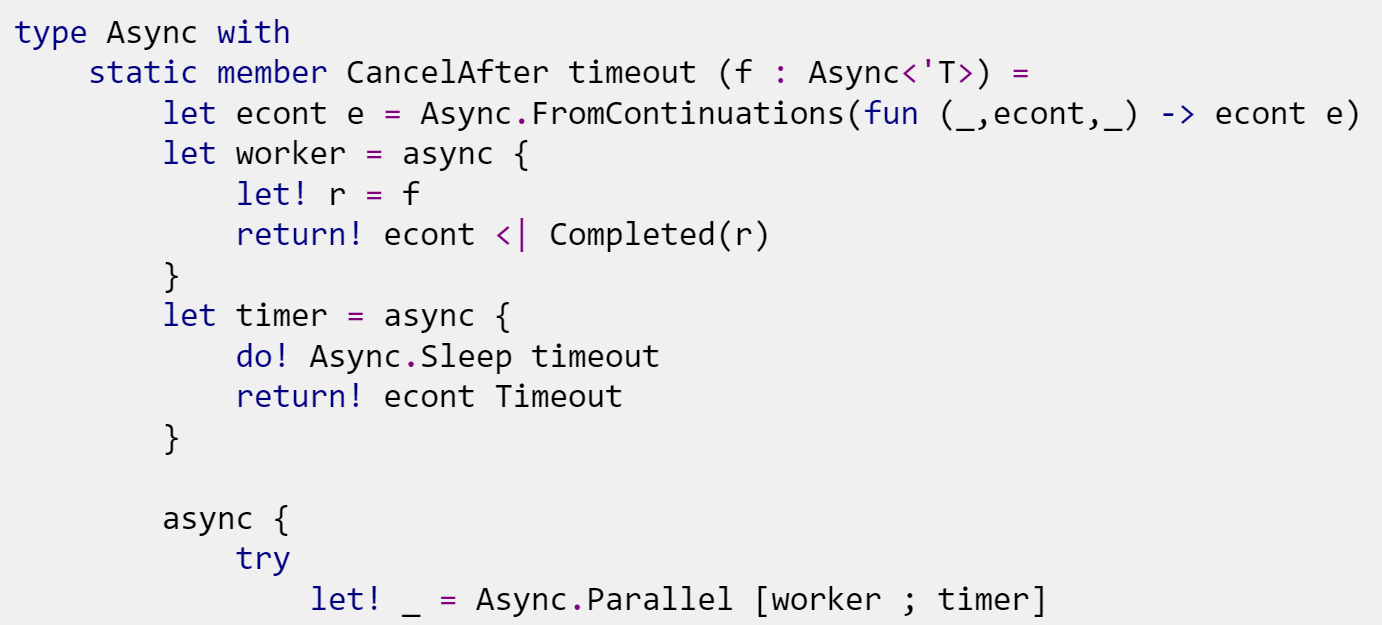 type Async with
    static member CancelAfter timeout (f : Async<'T>) =
        let econt e = Async.FromContinuations(fun (_,econt,_) -> econt e)
        let worker = async {
            let! r = f
            return! econt <| Completed(r)
        }
        let timer = async {
            do! Async.Sleep timeout
            return! econt Timeout
        }

        async {
            try
                let! _ = Async.Parallel [worker ; timer]